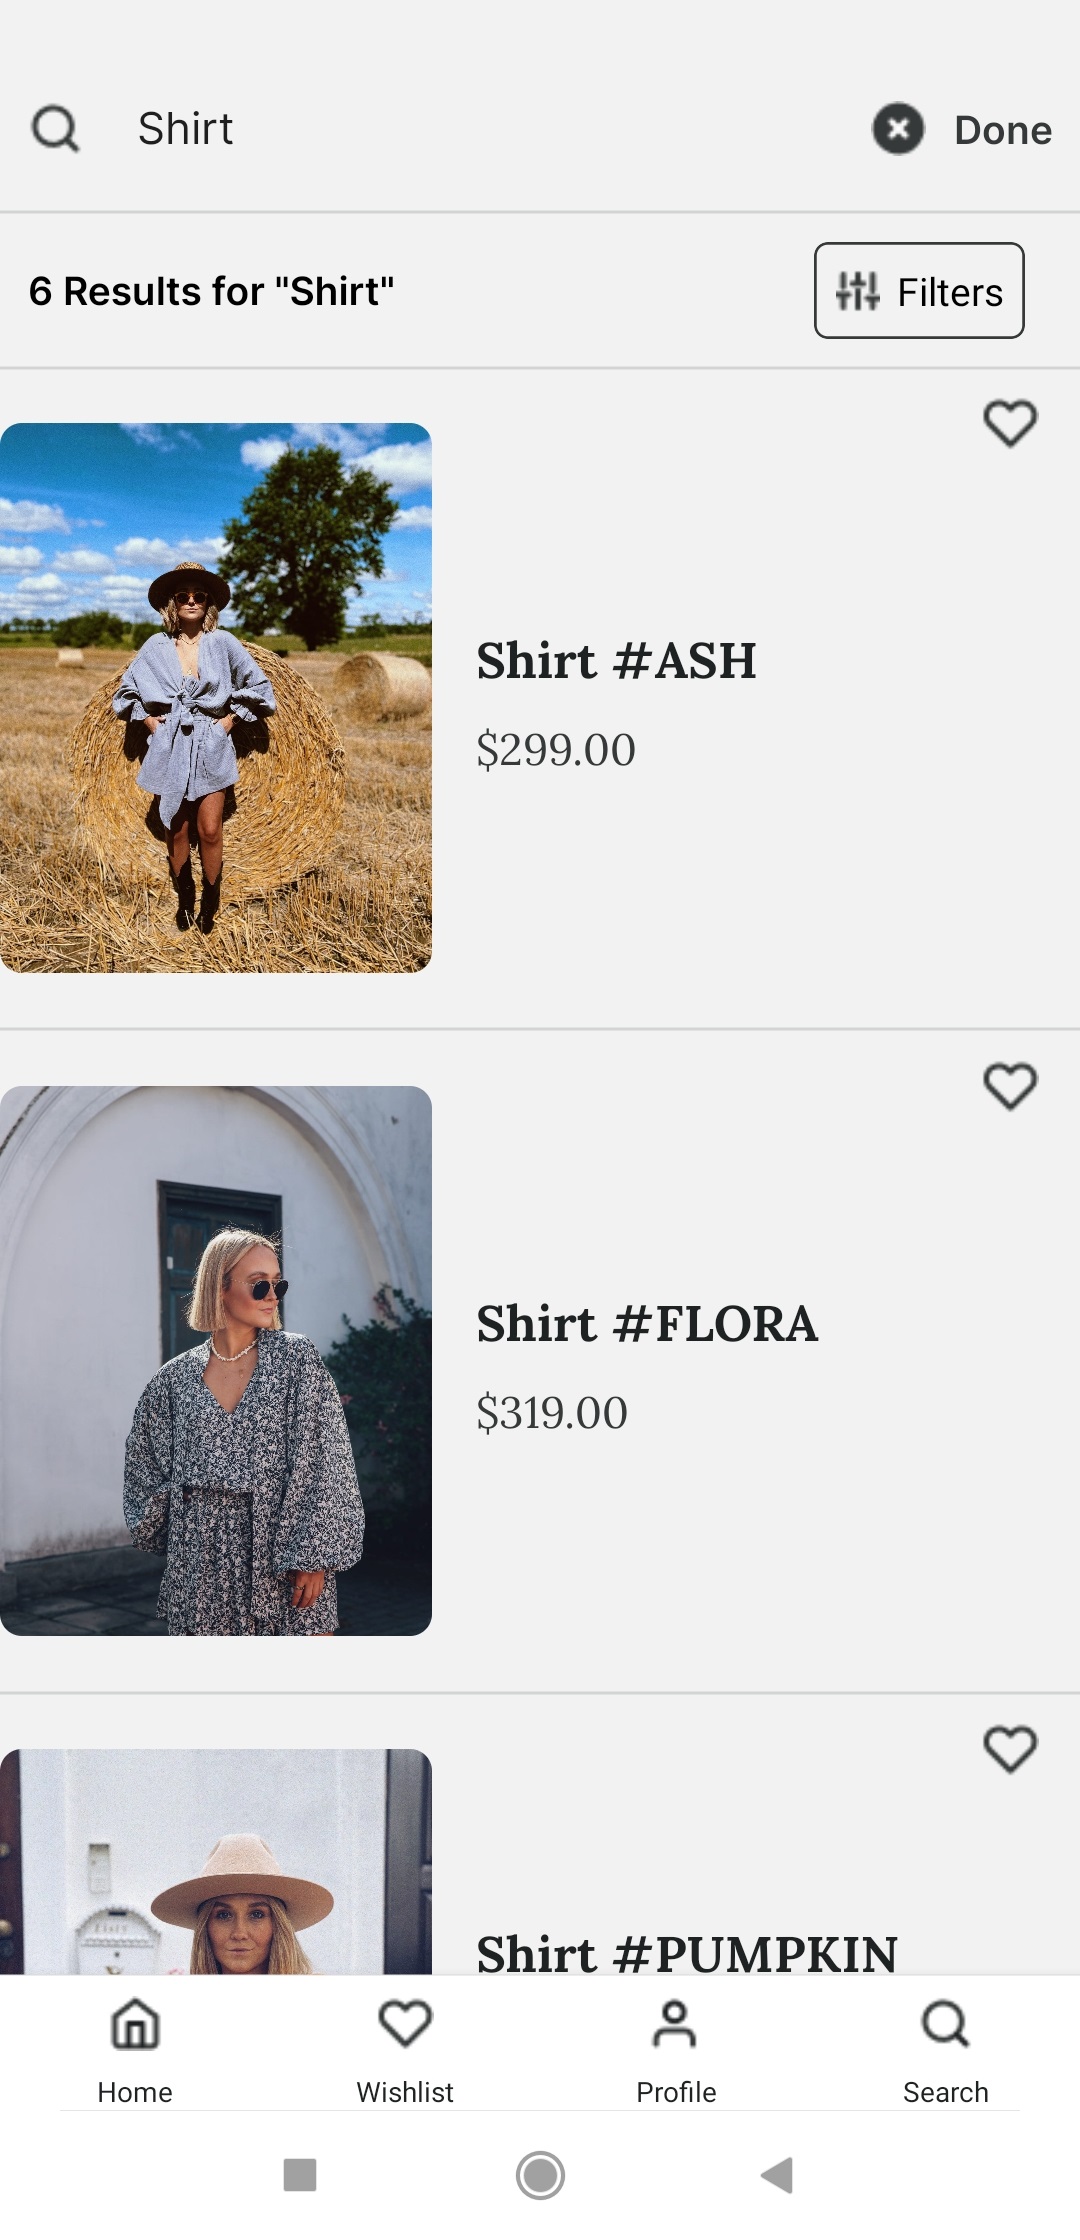 Shirt
Done
6 Results for "Shirt"
Filters
Shirt #ASH
$299.00
Shirt #FLORA
$319.00
Shirt #PUMPKIN
Home
Wishlist
Profile
Search